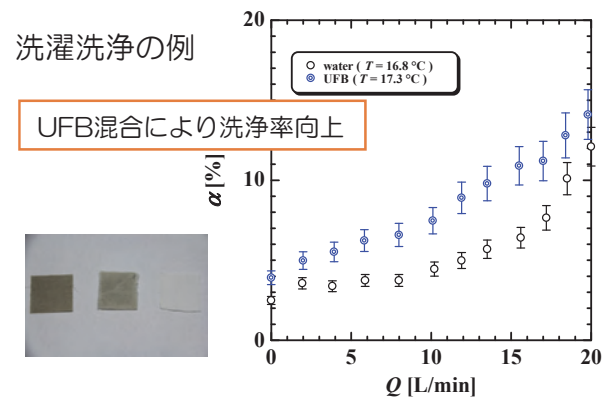 洗濯洗浄の例
UFB混合により洗浄率向上
20
10
0
α [%]
water ( T = 16.8 °C )
UFB ( T = 17.3 °C )
0 5 10 15 20
Q [L/min]